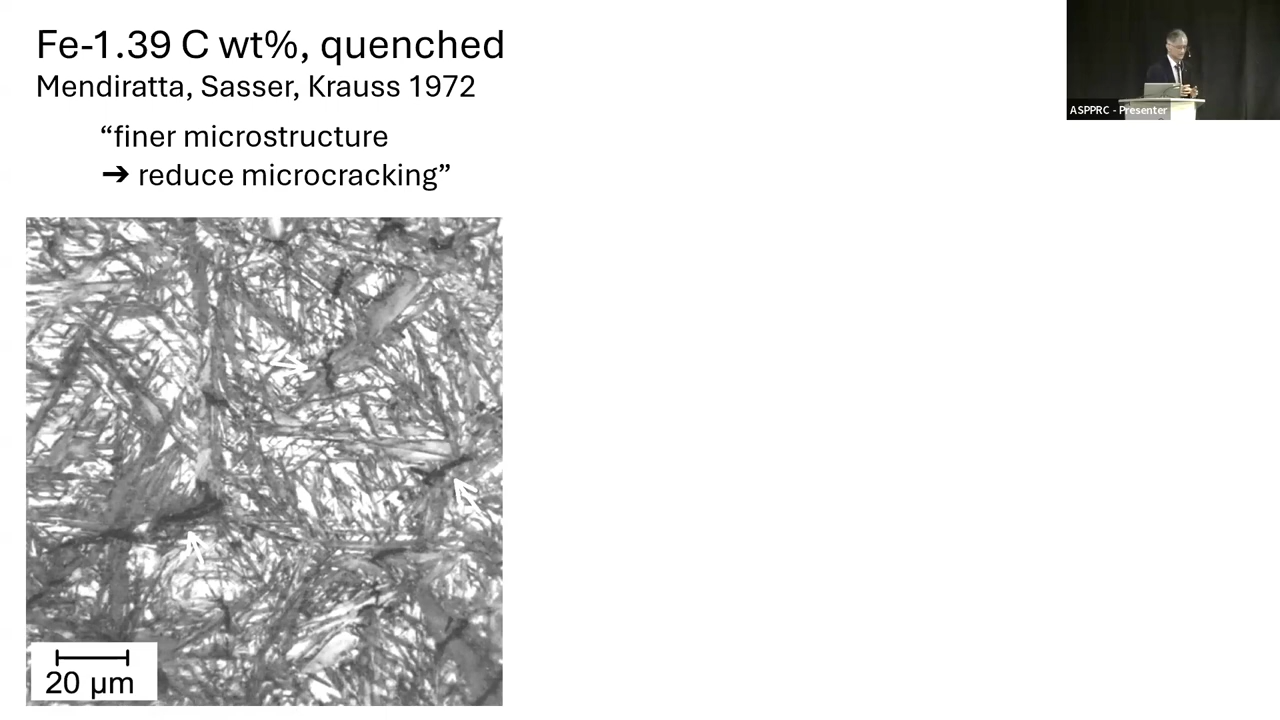 Fe-1.39 C wt%, quenched
Mendiratta, Sasser, Krauss 1972
“finer microstructure
➔ reduce microcracking”
ASPPRC - Presenter
20 µm